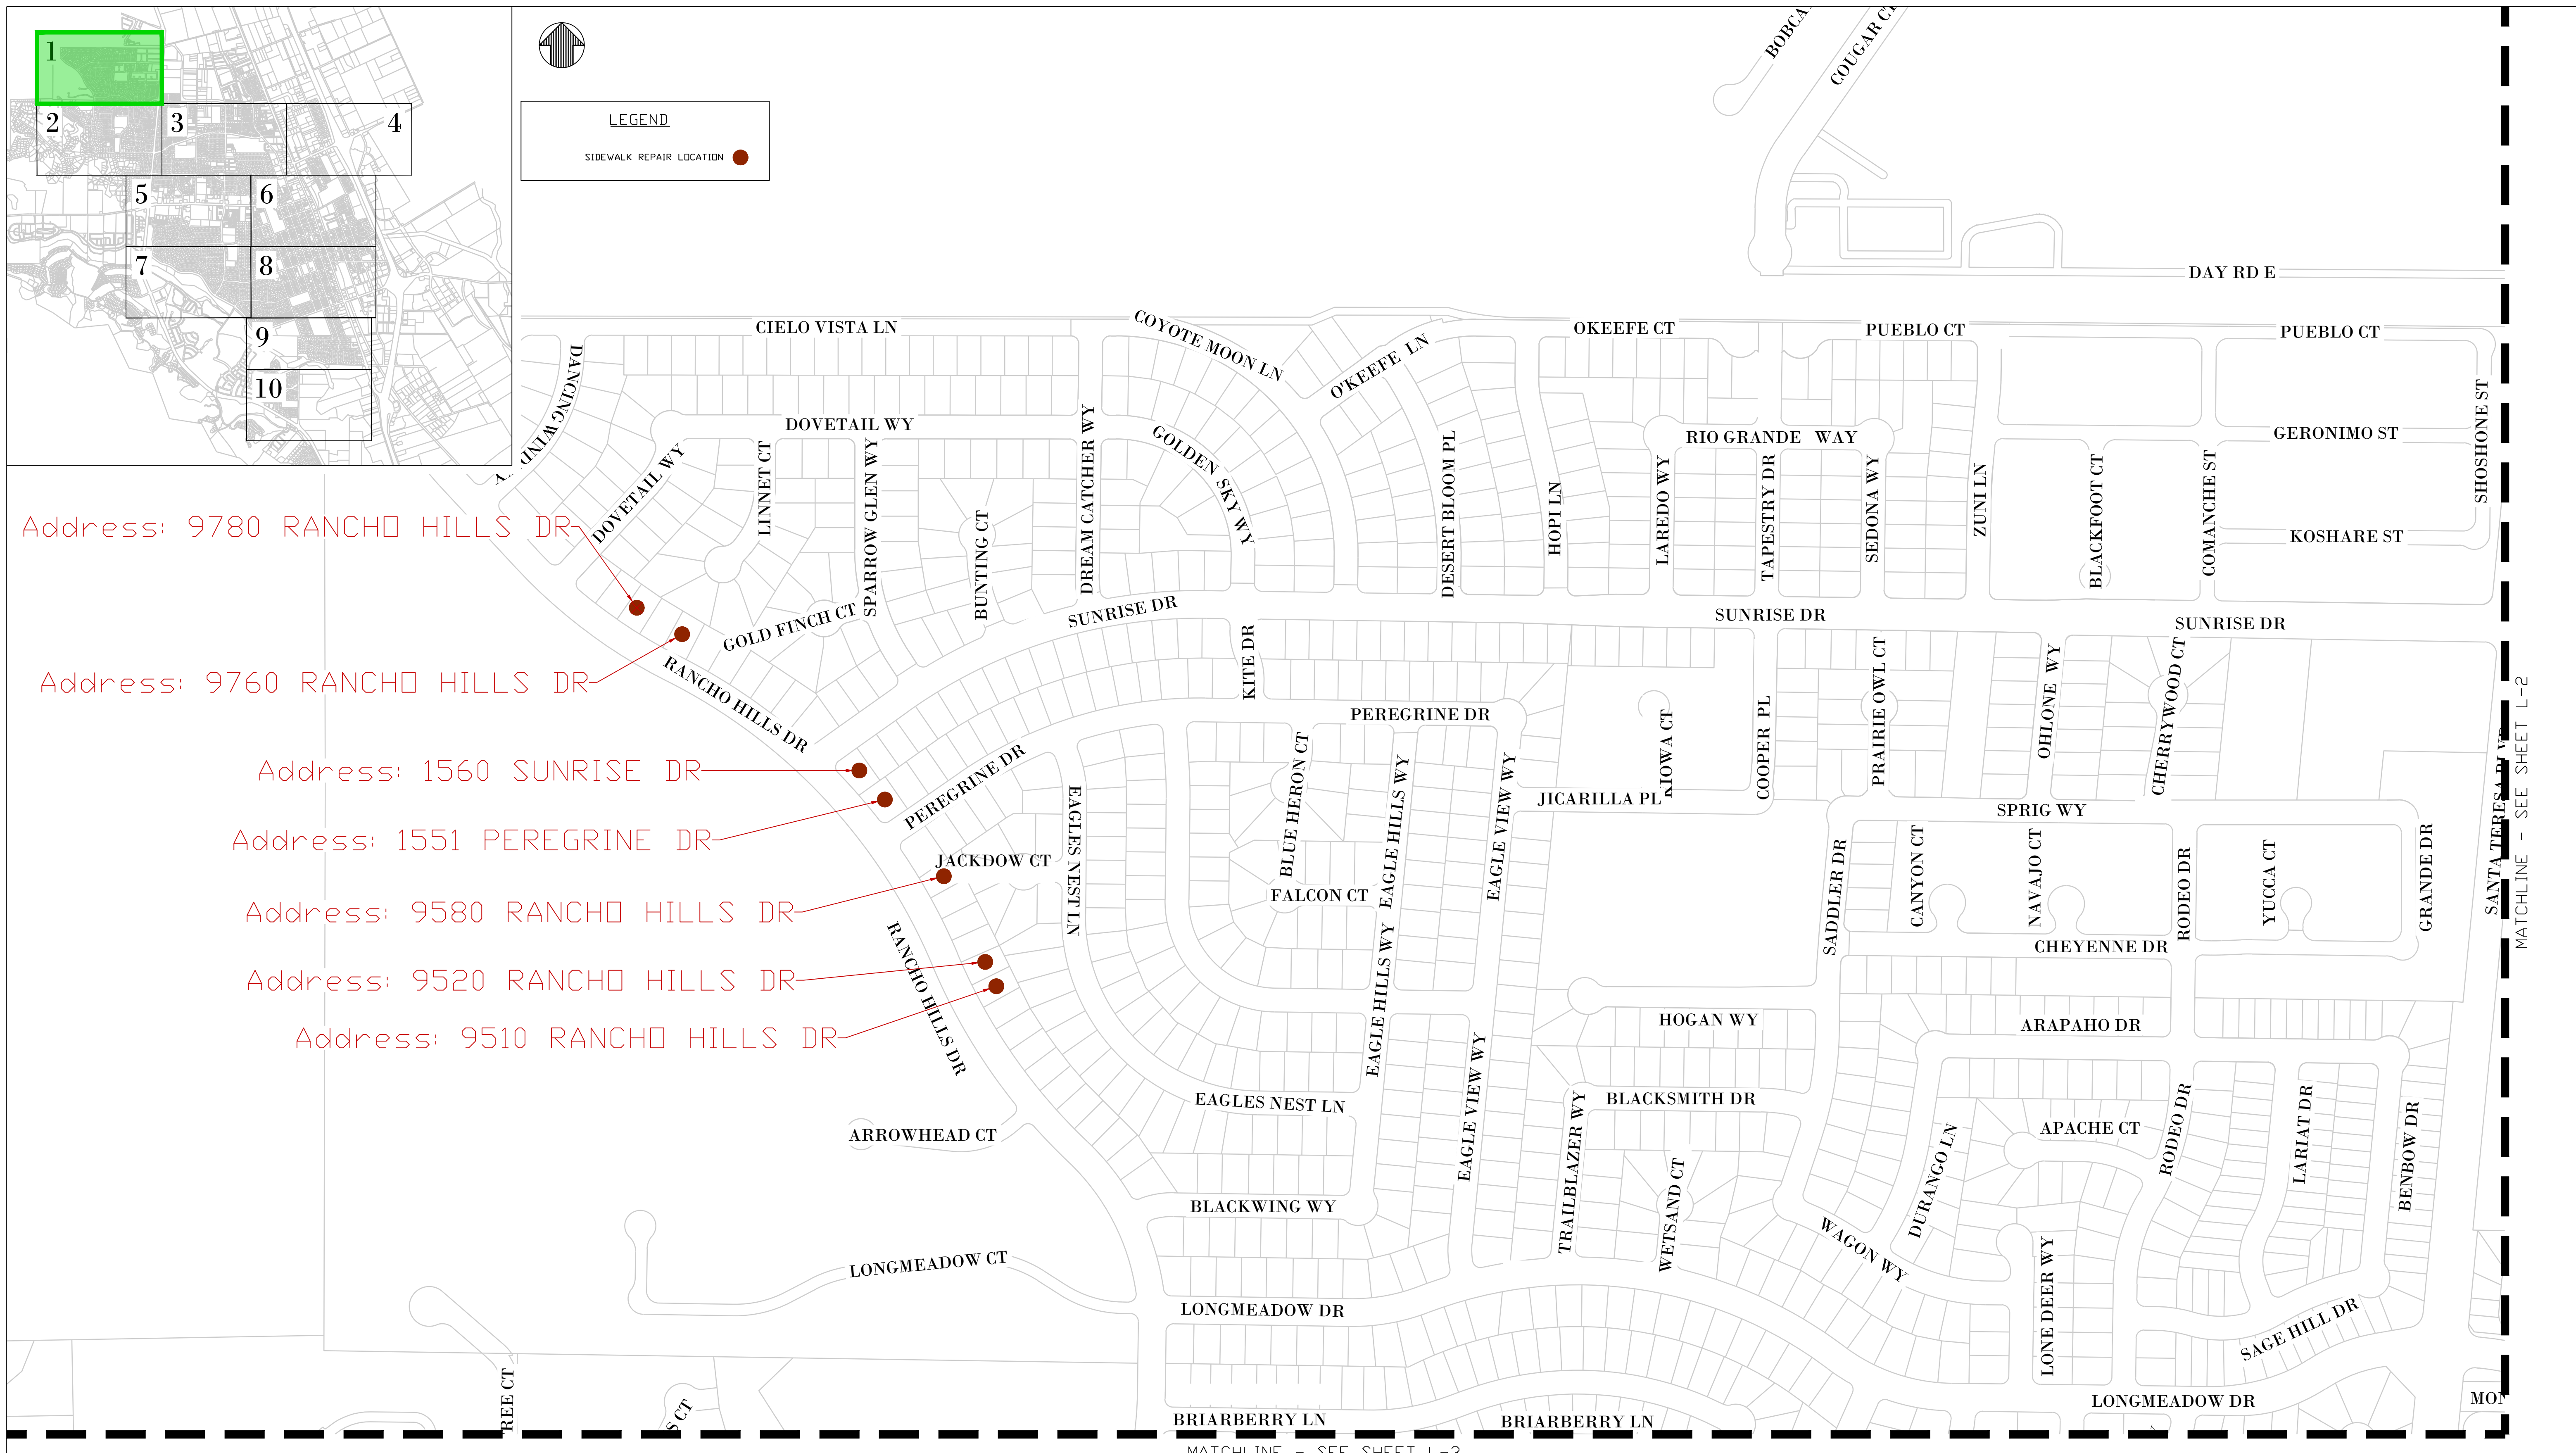 1
2
3
4
5
6
7
8
9
10
LEGEND
SIDEWALK REPAIR LOCATION
COUGAR CT
DAY RD E
CIELO VISTA LN
COYOTE MOON LN
O'KEEFE LN
OKEEFE CT
PUEBLO CT
PUEBLO CT
DOVETAIL WY
DOVETAIL WY
LINNET CT
SPARROW GLEN WY
BUNTING CT
DREAM CATCHER WY
GOLDEN SKY WY
DESERT BLOOM PL
HOPI LN
LAREDO WY
RIO GRANDE WAY
TAPESTRY DR
SEDONA WY
ZUNI LN
BLACKFOOT CT
COMANCHE ST
GERONIMO ST
SHOSHONE ST
KOSHARE ST
Address: 9780 RANCHO HILLS DR
GOLD FINCH CT
SUNRISE DR
SUNRISE DR
SUNRISE DR
Address: 9760 RANCHO HILLS DR
RANCHO HILLS DR
KITE DR
PEREGRINE DR
KIOWA CT
COOPER PL
PRAIRIE OWL CT
OHLONE WY
CHERRYWOOD CT
Address: 1560 SUNRISE DR
PEREGRINE DR
Address: 1551 PEREGRINE DR
EAGLES NEST LN
BLUE HERON CT
EAGLE HILLS WY
EAGLE VIEW WY
JICARILLA PL
SPRIG WY
JACKDOW CT
FALCON CT
SADDLER DR
CANYON CT
NAVAJO CT
RODEO DR
YUCCA CT
GRANDE DR
MATCHLINE - SEE SHEET L-2
Address: 9580 RANCHO HILLS DR
Address: 9520 RANCHO HILLS DR
RANCHO HILLS DR
Address: 9510 RANCHO HILLS DR
EAGLE HILLS WY
CHEYENNE DR
HOGAN WY
ARAPAHO DR
EAGLES NEST LN
EAGLE VIEW WY
BLACKSMITH DR
TRAILBLAZER WY
WETSAND CT
ARROWHEAD CT
APACHE CT
DURANGO LN
RODEO DR
LARIAT DR
BENBOW DR
BLACKWING WY
WAGON WY
LONE DEER WY
LONGMEADOW CT
LONGMEADOW DR
SAGE HILL DR
REE CT
S CT
LONGMEADOW DR
BRIARBERRY LN
BRIARBERRY LN